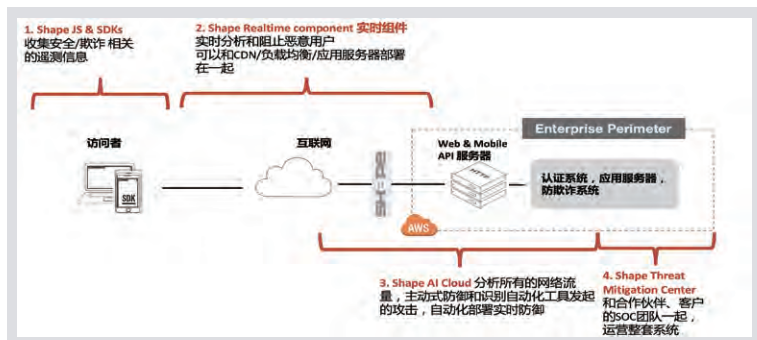 1. Shape JS & SDKs
收集安全/欺诈 相关
的遥测信息
2. Shape Realtime component 实时组件
实时分析和阻止恶意用户
可以和CDN/负载均衡/应用服务器部署
在一起
访问者
互联网
Web & Mobile
API 服务器
Enterprise Perimeter
SDK
SHAPE
HTTP
认证系统，应用服务器，
防欺诈系统
AWS
3. Shape AI Cloud 分析所有的网络流
量，主动式防御和识别自动化工具发起
的攻击，自动化部署实时防御
4. Shape Threat
Mitigation Center
和合作伙伴、客户
的SOC团队一起，
运营整套系统